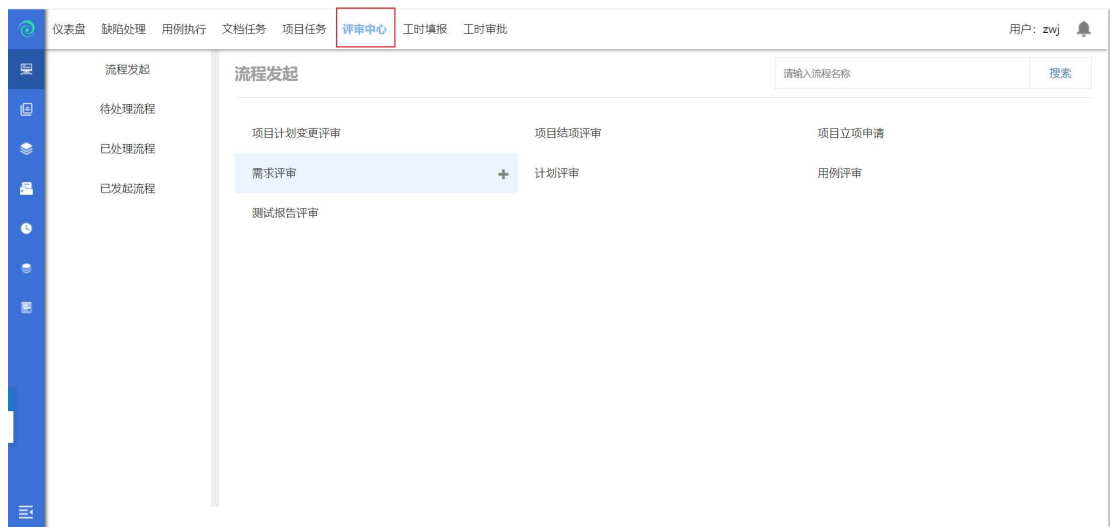 仪表盘 缺陷处理 用例执行 文档任务 项目任务 评审中心 工时填报 工时审批 用户：zwj
流程发起
待处理流程
已处理流程
已发起流程
流程发起 请输入流程名称 搜索
项目计划变更评审 项目结项评审 项目立项申请
需求评审 + 计划评审 用例评审
测试报告评审